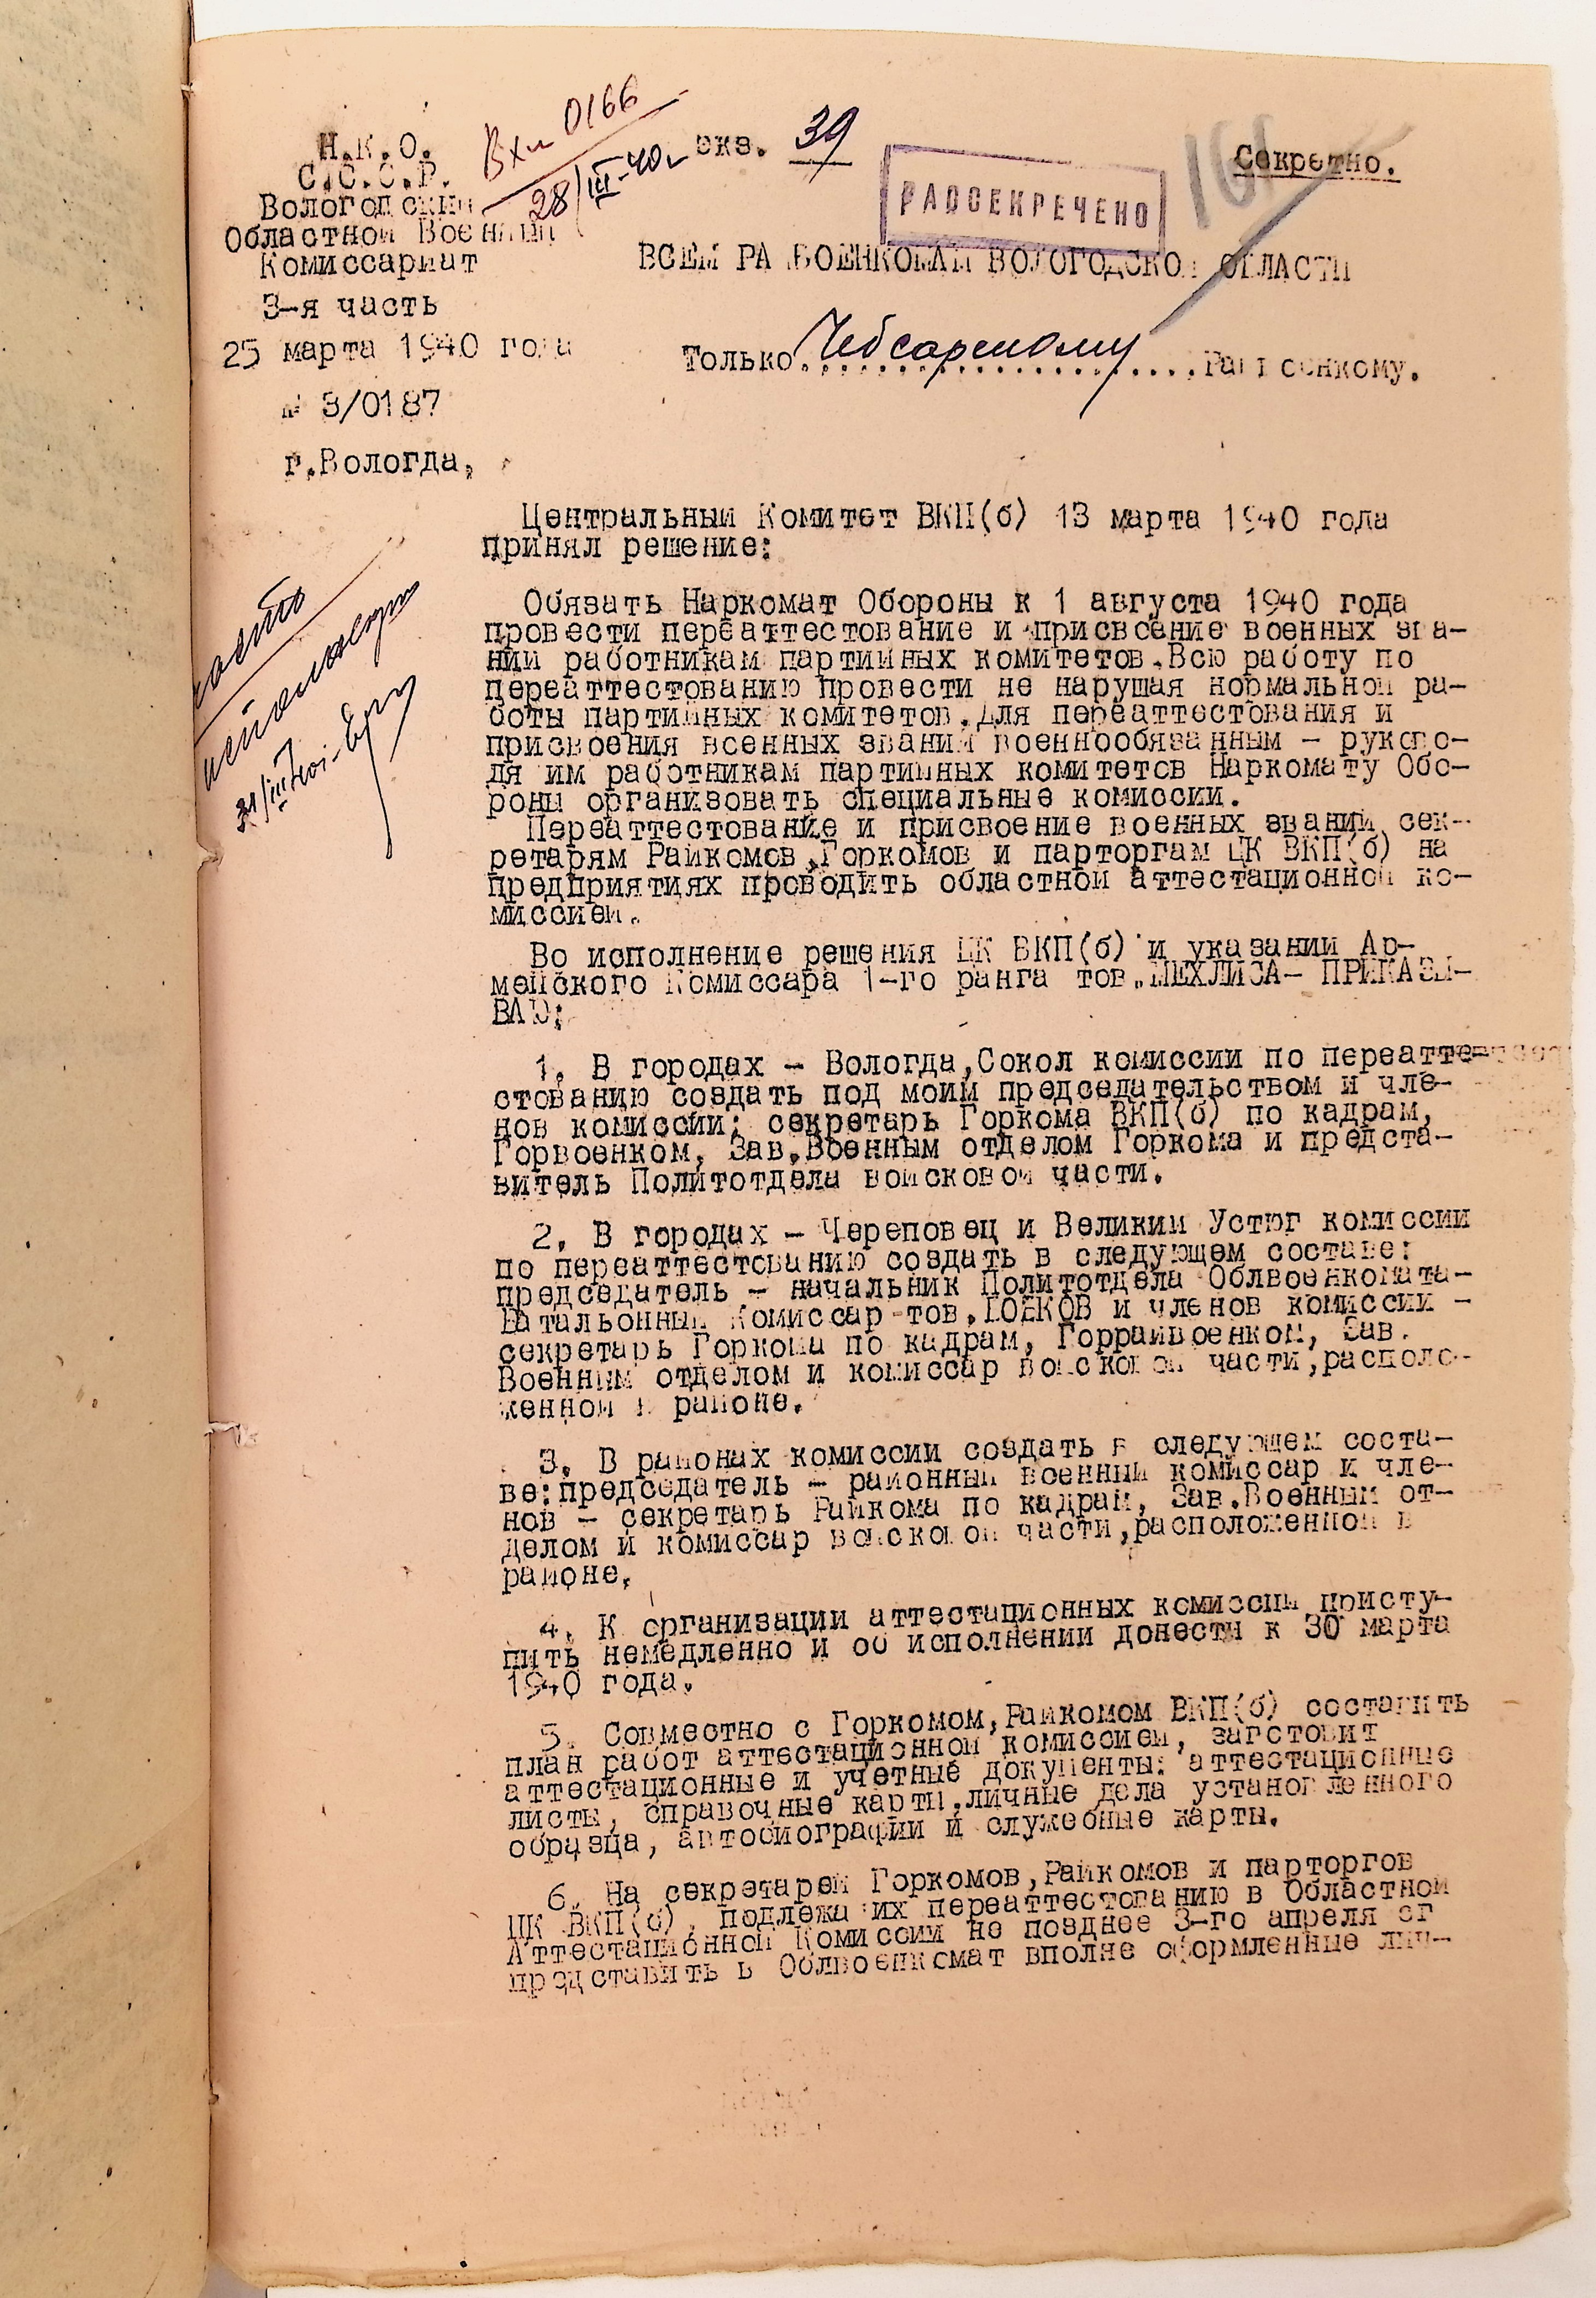 Н.К.О.
С.С.С.Р.
Вологодский
Областной Военный
Комиссариат
3-я часть
25 марта 1940 года
№ 3/0187
г.Вологда,
Вх. 0166
28/III-40г
экз. 39
Секретно.
РАССЕКРЕЧЕНО
161
ВСЕМ РАЙВОЕНКОМАМ ВОЛОГОДСКОЙ ОБЛАСТИ
Только Чебсарскому Райвоенкому.
Центральный Комитет ВКП(б) 13 марта 1940 года
принял решение:
Обязать Наркомат Обороны к 1 августа 1940 года
провести переаттестование и присвоение военных зва-
ний работникам партийных комитетов.Всю работу по
переаттестованию провести не нарушая нормальной ра-
боты партийных комитетов.Для переаттестования и
присвоения военных званий военнообязанным - руково-
дящим работникам партийных комитетов Наркомату Обо-
роны организовать специальные комиссии.
Переаттестование и присвоение военных званий сек-
ретарям Райкомов,Горкомов и парторгам ЦК ВКП(б) на
предприятиях проводить областной аттестационной ко-
миссией.
Во исполнение решения ЦК ВКП(б) и указаний Ар-
мейского Комиссара 1-го ранга тов.МЕХЛИСА- ПРИКАЗЫ-
ВАЮ:
1. В городах - Вологда,Сокол комиссии по переатте-
стованию создать под моим председательством и чле-
нов комиссии: секретарь Горкома ВКП(б) по кадрам,
Горвоенком, Зав.Военным отделом Горкома и предста-
витель Политотдела войсковой части.
2. В городах - Череповец и Великий Устюг комиссии
по переаттестованию создать в следующем составе:
председатель - начальник Политотдела Облвоенкомата-
Батальонный Комиссар тов. и членов комиссии -
секретарь Горкома по кадрам, Горрайвоенком, Зав.
Военным отделом и комиссар войсковой части,располо-
женной в районе.
3. В районах комиссии создать в следующем соста-
ве:председатель - районный военный комиссар и чле-
нов - секретарь Райкома по кадрам, Зав.Военным от-
делом и комиссар войсковой части,расположенной в
районе.
4. К организации аттестационных комиссий присту-
пить немедленно и об исполнении донести к 30 марта
1940 года.
5. Совместно с Горкомом,Райкомом ВКП(б) составить
план работ аттестационной комиссией, заготовит
аттестационные и учетные документы: аттестационные
листы, справочные карты,личные дела установленного
образца, автобиографии и служебные карты.
6. На секретарей Горкомов,Райкомов и парторгов
ЦК ВКП(б), подлежащих переаттестованию в Областной
Аттестационной Комиссии не позднее 3-го апреля сг
представить в Облвоенкомат вполне оформленные лич-